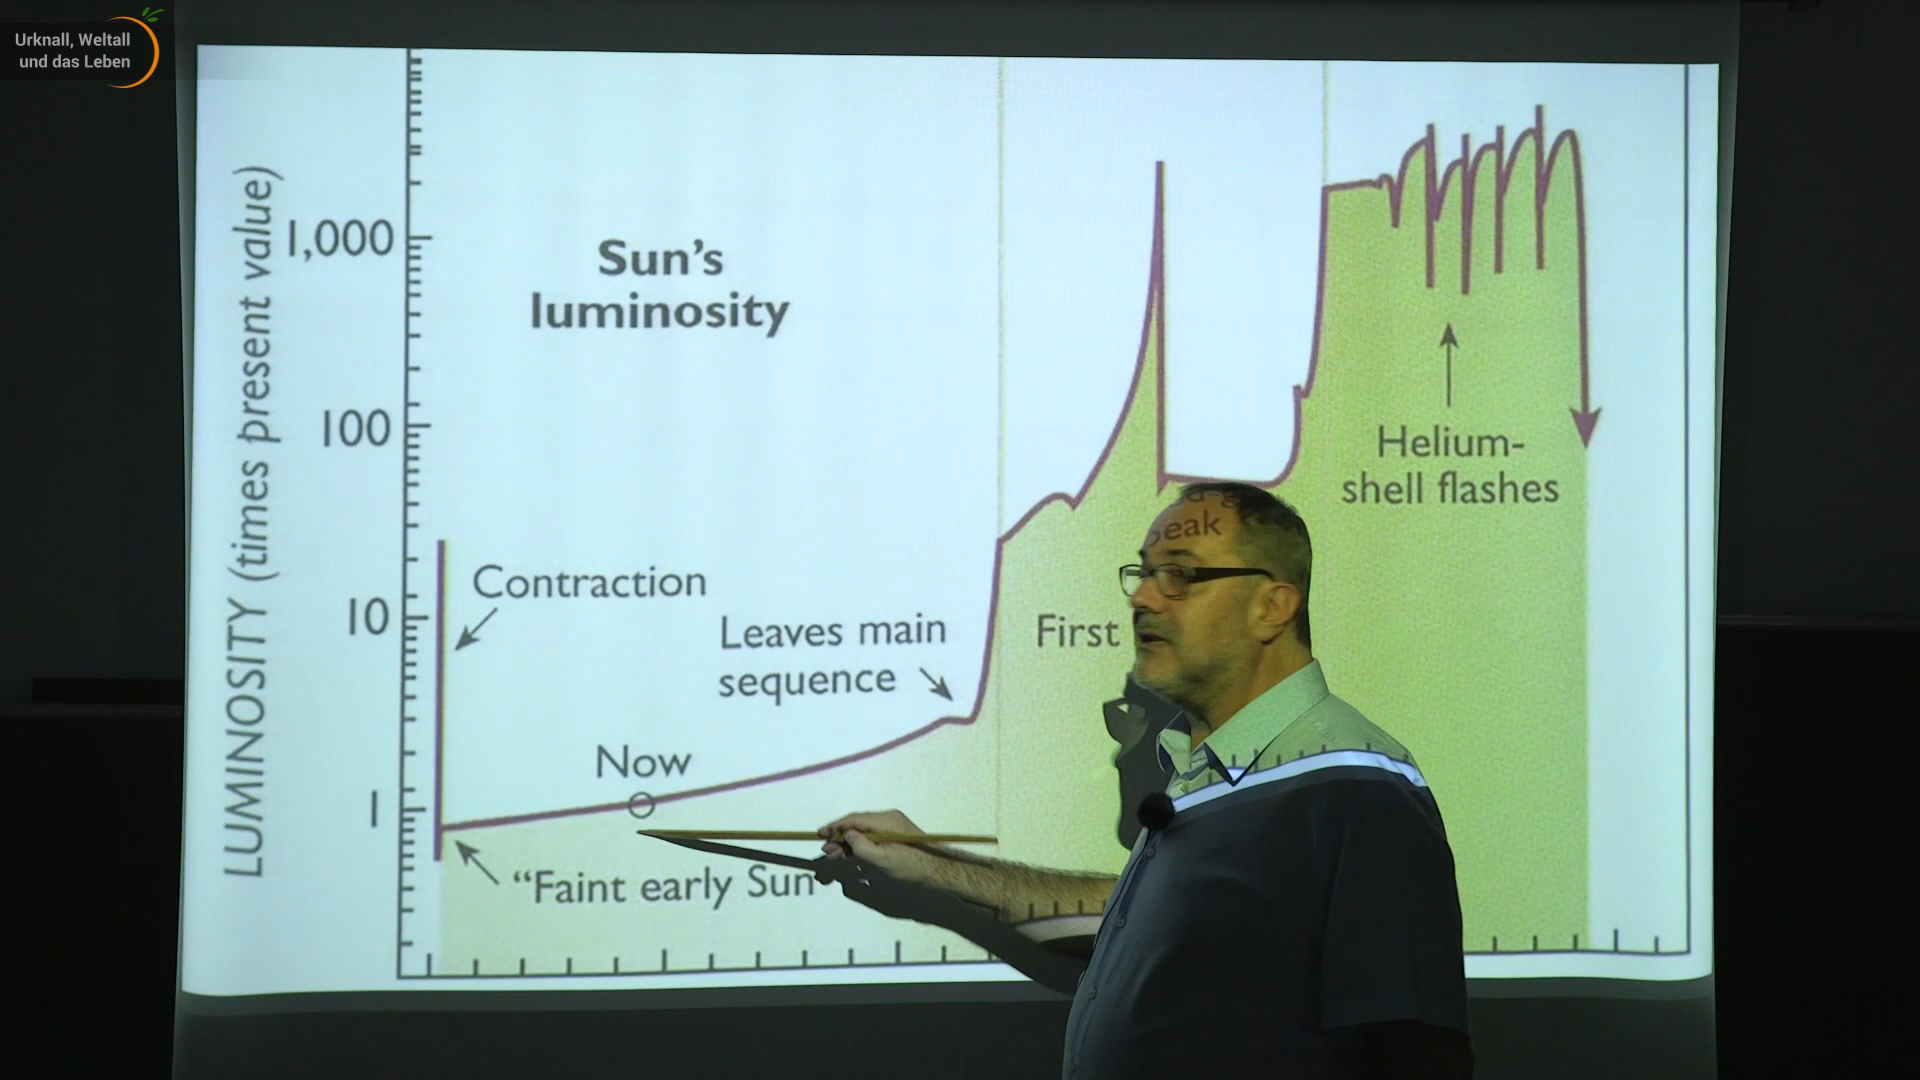 Urknall, Weltall
und das Leben
LUMINOSITY (times present value)
1,000
100
10
1
Sun's
luminosity
Contraction
Leaves main
sequence
Now
"Faint early Sun
First
peak
Helium-
shell flashes